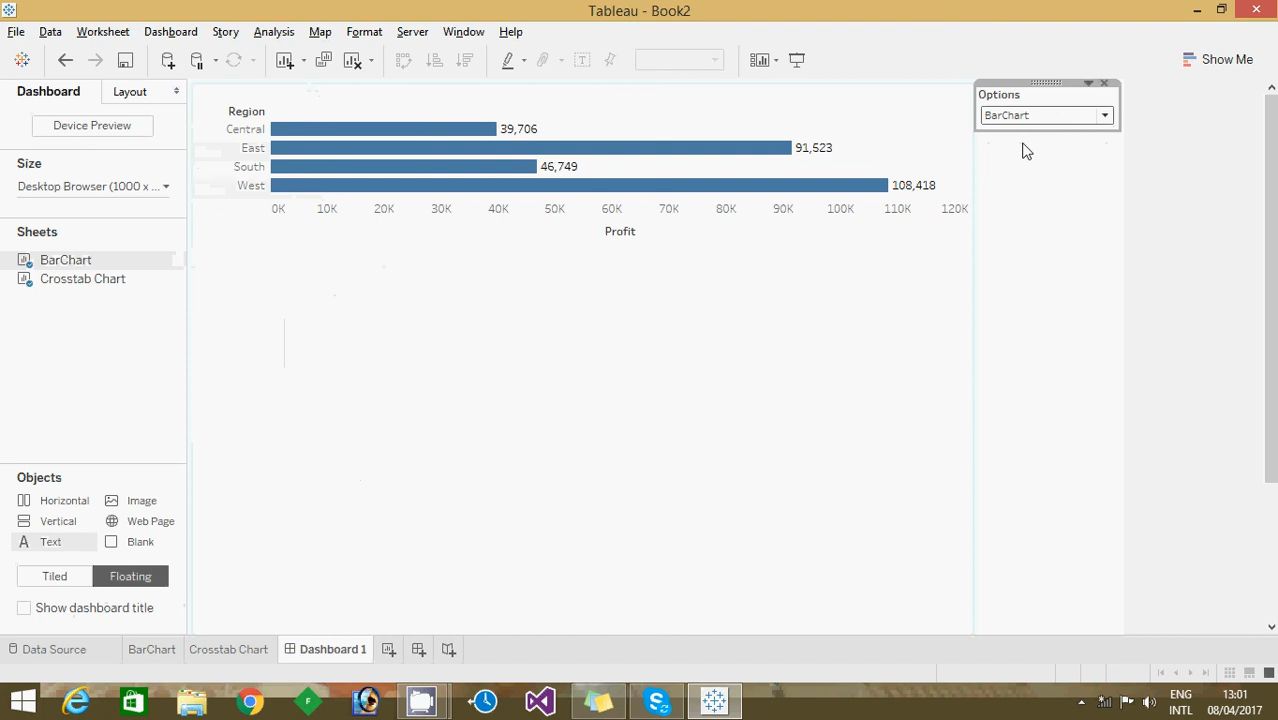 Tableau - Book2
File Data Worksheet Dashboard Story Analysis Map Format Server Window Help
Show Me
Dashboard Layout
Device Preview
Size
Desktop Browser (1000 x ...
Sheets
BarChart
Crosstab Chart
Objects
Horizontal Image
Vertical Web Page
A Text Blank
Tiled Floating
Show dashboard title
Region
Central 39,706
East 91,523
South 46,749
West 108,418
0K 10K 20K 30K 40K 50K 60K 70K 80K 90K 100K 110K 120K
Profit
Options
BarChart
Data Source BarChart Crosstab Chart Dashboard 1
ENG 13:01
INTL 08/04/2017